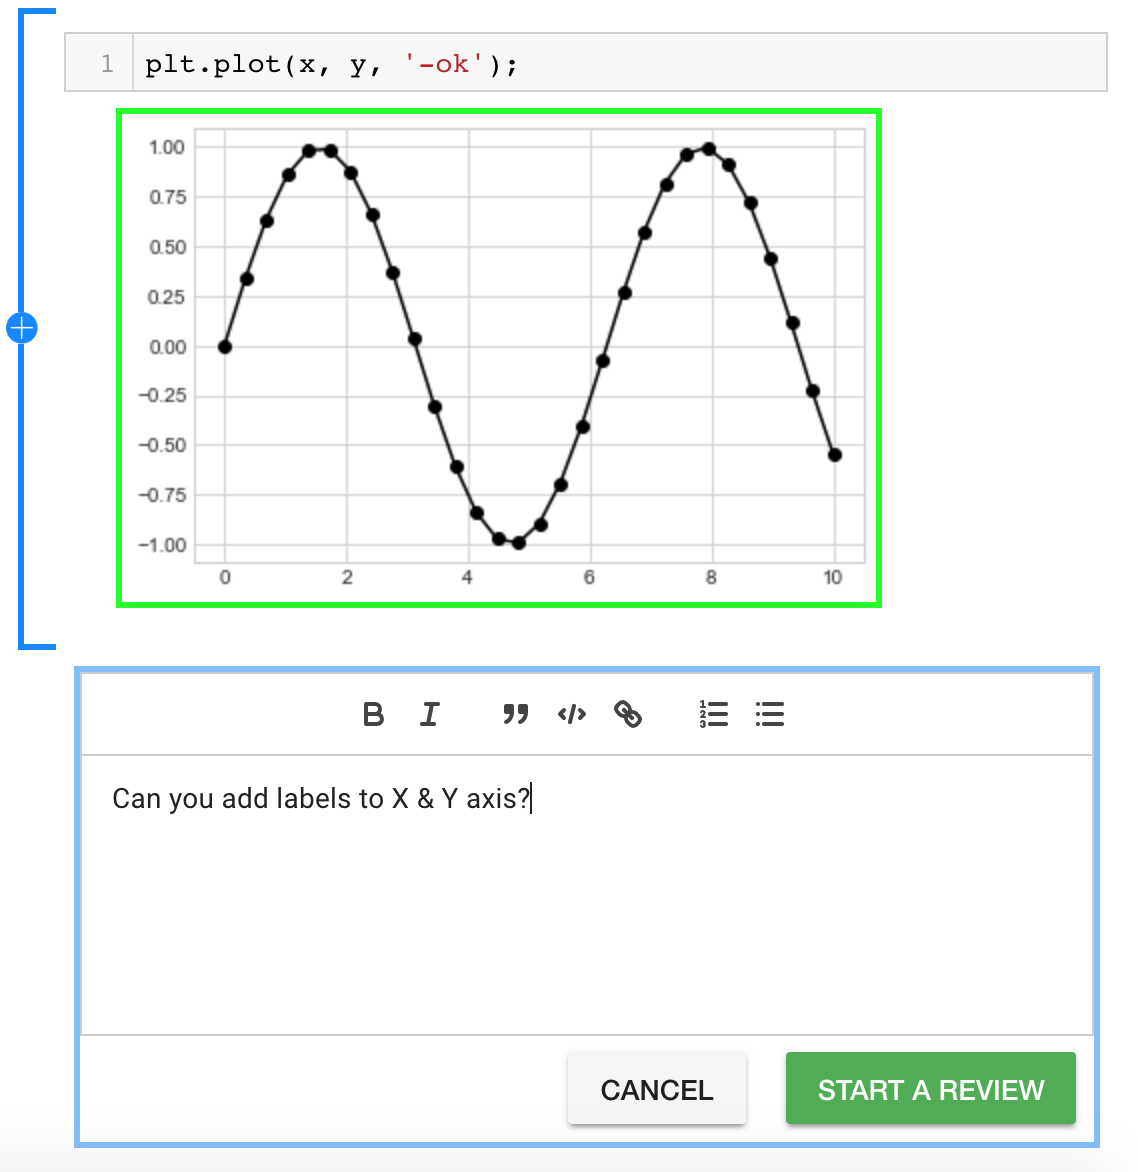 1 plt.plot(x, y, '-ok');
1.00
0.75
0.50
0.25
0.00
−0.25
−0.50
−0.75
−1.00
0 2 4 6 8 10
B I
Can you add labels to X & Y axis?
CANCEL START A REVIEW